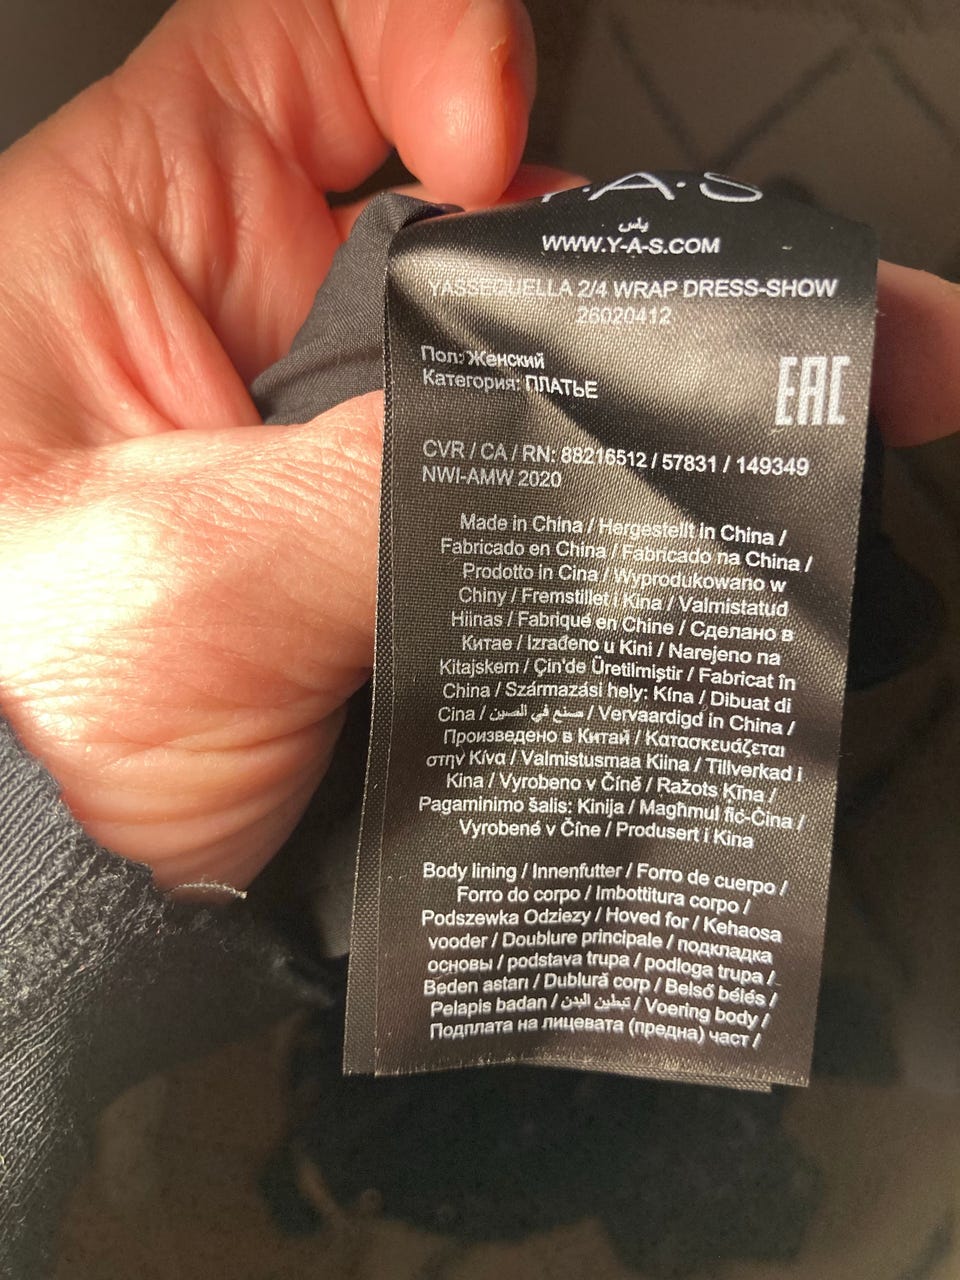 Y.A.S
ياس
WWW.Y-A-S.COM
YASSEQUELLA 2/4 WRAP DRESS-SHOW
26020412
Пол: Женский
Категория: ПЛАТЬЕ
EAC
CVR / CA / RN: 88216512 / 57831 / 149349
NWI-AMW 2020
Made in China / Hergestellt in China /
Fabricado en China / Fabricado na China /
Prodotto in Cina / Wyprodukowano w
Chiny / Fremstillet i Kina / Valmistatud
Hiinas / Fabriqué en Chine / Сделано в
Китае / Izrađeno u Kini / Narejeno na
Kitajskem / Çin'de Üretilmiştir / Fabricat în
China / Származási hely: Kína / Dibuat di
Cina / صنع في الصين / Vervaardigd in China /
Произведено в Китай / Κατασκευάζεται
στην Κίνα / Valmistusmaa Kiina / Tillverkad i
Kina / Vyrobeno v Číně / Ražots Ķīna /
Pagaminimo šalis: Kinija / Magħmul fiċ-Ċina /
Vyrobené v Číne / Produsert i Kina
Body lining / Innenfutter / Forro de cuerpo /
Forro do corpo / Imbottitura corpo /
Podszewka Odziezy / Hoved for / Kehaosa
vooder / Doublure principale / подкладка
основы / podstava trupa / podloga trupa /
Beden astarı / Dublură corp / Belső bélés /
Pelapis badan / تبطين البدن / Voering body /
Подплата на лицевата (предна) част /